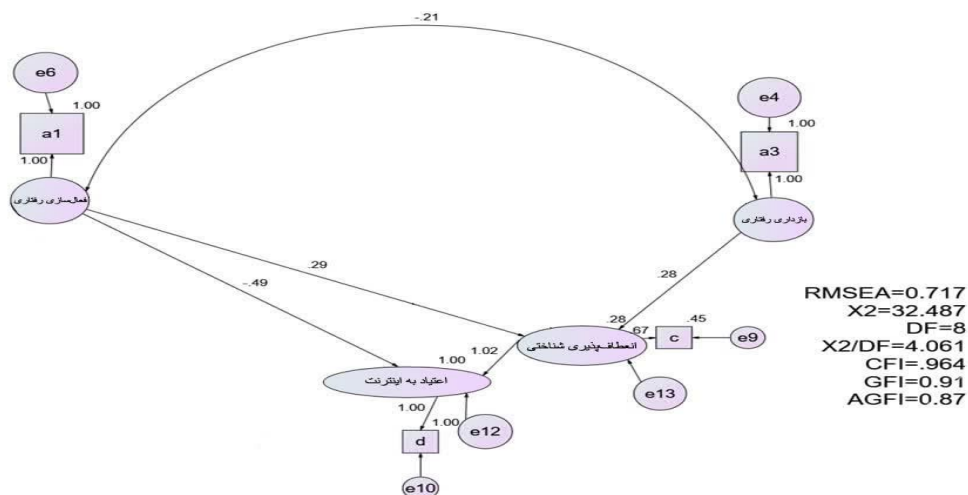 -.21
e6
1.00
a1
1.00
فعال‌سازی رفتاری
e4
1.00
a3
1.00
بازداری رفتاری
.29
-.49
.28
.28
انعطاف‌پذیری شناختی
.67
.45
c
e9
1.02
1.00
اعتیاد به اینترنت
e13
1.00
1.00
e12
d
e10
RMSEA=0.717
X2=32.487
DF=8
X2/DF=4.061
CFI=.964
GFI=0.91
AGFI=0.87